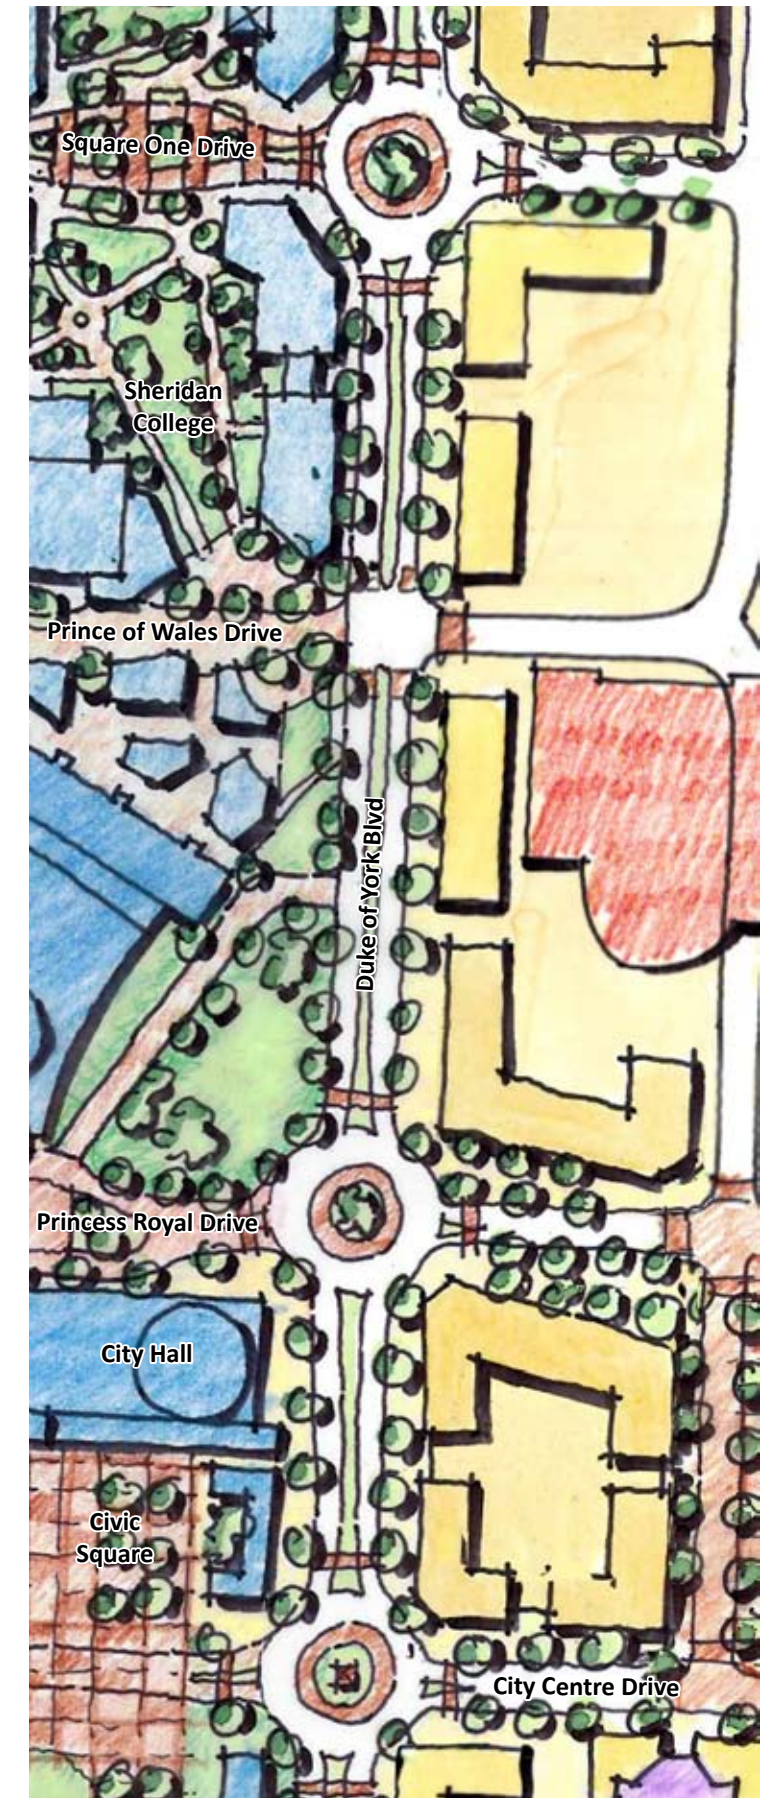 Square One Drive
Sheridan
College
Prince of Wales Drive
Duke of York Blvd
Princess Royal Drive
City Hall
Civic
Square
City Centre Drive